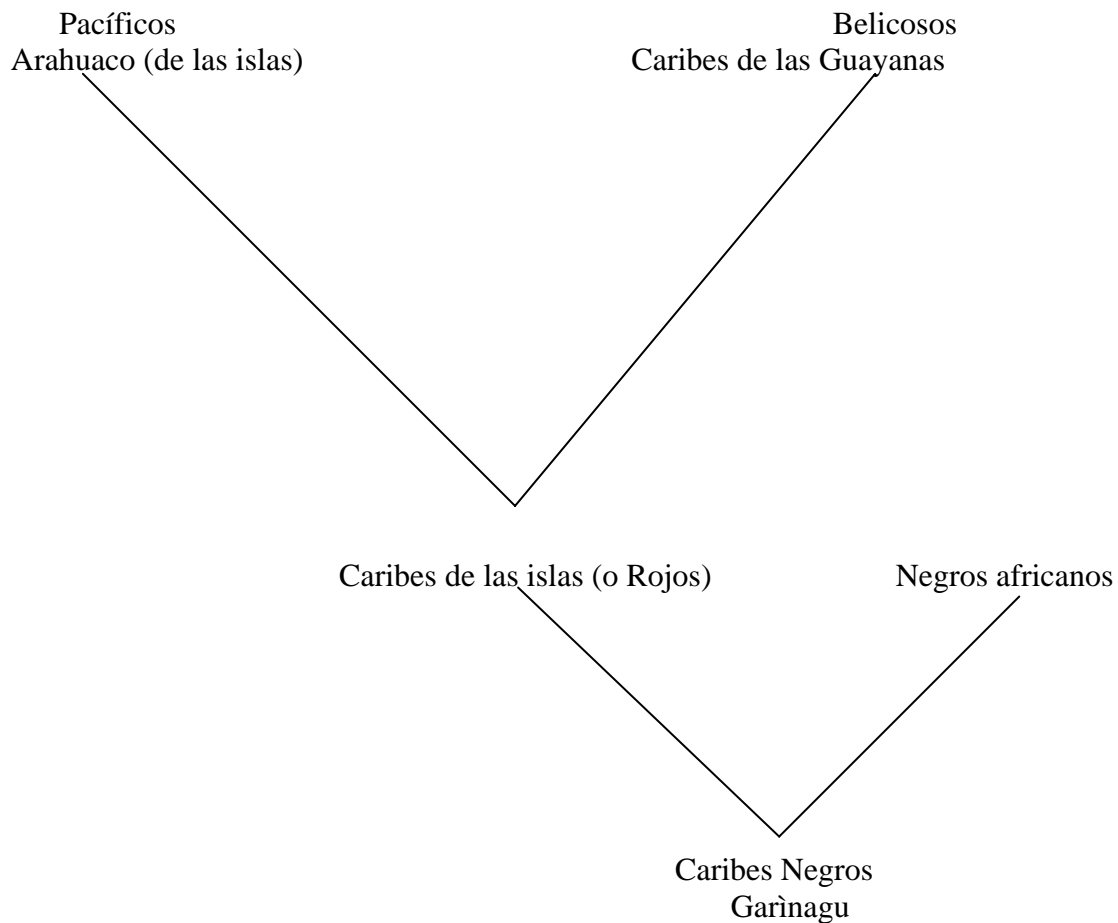 Pacíficos
Belicosos
Arahuaco (de las islas)
Caribes de las Guayanas
Caribes de las islas (o Rojos)
Negros africanos
Caribes Negros
Garìnagu